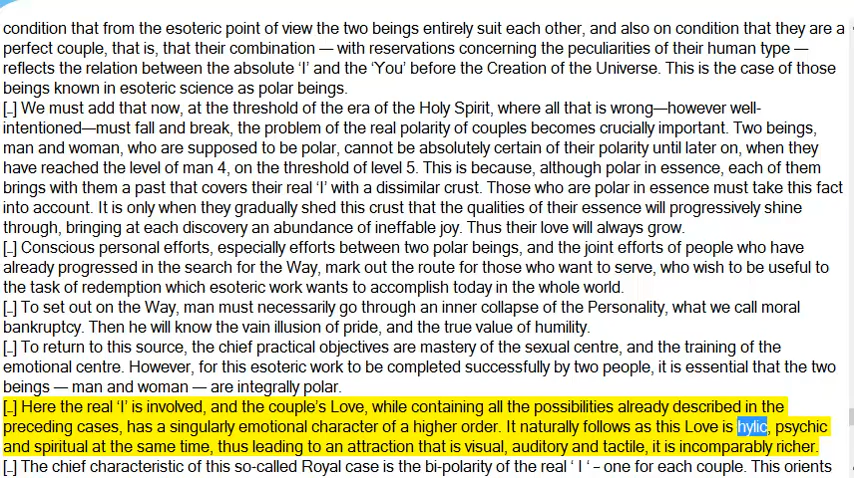 condition that from the esoteric point of view the two beings entirely suit each other, and also on condition that they are a
perfect couple, that is, that their combination — with reservations concerning the peculiarities of their human type —
reflects the relation between the absolute ‘I’ and the ‘You’ before the Creation of the Universe. This is the case of those
beings known in esoteric science as polar beings.
[..] We must add that now, at the threshold of the era of the Holy Spirit, where all that is wrong—however well-
intentioned—must fall and break, the problem of the real polarity of couples becomes crucially important. Two beings,
man and woman, who are supposed to be polar, cannot be absolutely certain of their polarity until later on, when they
have reached the level of man 4, on the threshold of level 5. This is because, although polar in essence, each of them
brings with them a past that covers their real ‘I’ with a dissimilar crust. Those who are polar in essence must take this fact
into account. It is only when they gradually shed this crust that the qualities of their essence will progressively shine
through, bringing at each discovery an abundance of ineffable joy. Thus their love will always grow.
[..] Conscious personal efforts, especially efforts between two polar beings, and the joint efforts of people who have
already progressed in the search for the Way, mark out the route for those who want to serve, who wish to be useful to
the task of redemption which esoteric work wants to accomplish today in the whole world.
[..] To set out on the Way, man must necessarily go through an inner collapse of the Personality, what we call moral
bankruptcy. Then he will know the vain illusion of pride, and the true value of humility.
[..] To return to this source, the chief practical objectives are mastery of the sexual centre, and the training of the
emotional centre. However, for this esoteric work to be completed successfully by two people, it is essential that the two
beings — man and woman — are integrally polar.
[..] Here the real ‘I’ is involved, and the couple’s Love, while containing all the possibilities already described in the
preceding cases, has a singularly emotional character of a higher order. It naturally follows as this Love is hylic, psychic
and spiritual at the same time, thus leading to an attraction that is visual, auditory and tactile, it is incomparably richer.
[..] The chief characteristic of this so-called Royal case is the bi-polarity of the real ‘ I ‘ – one for each couple. This orients